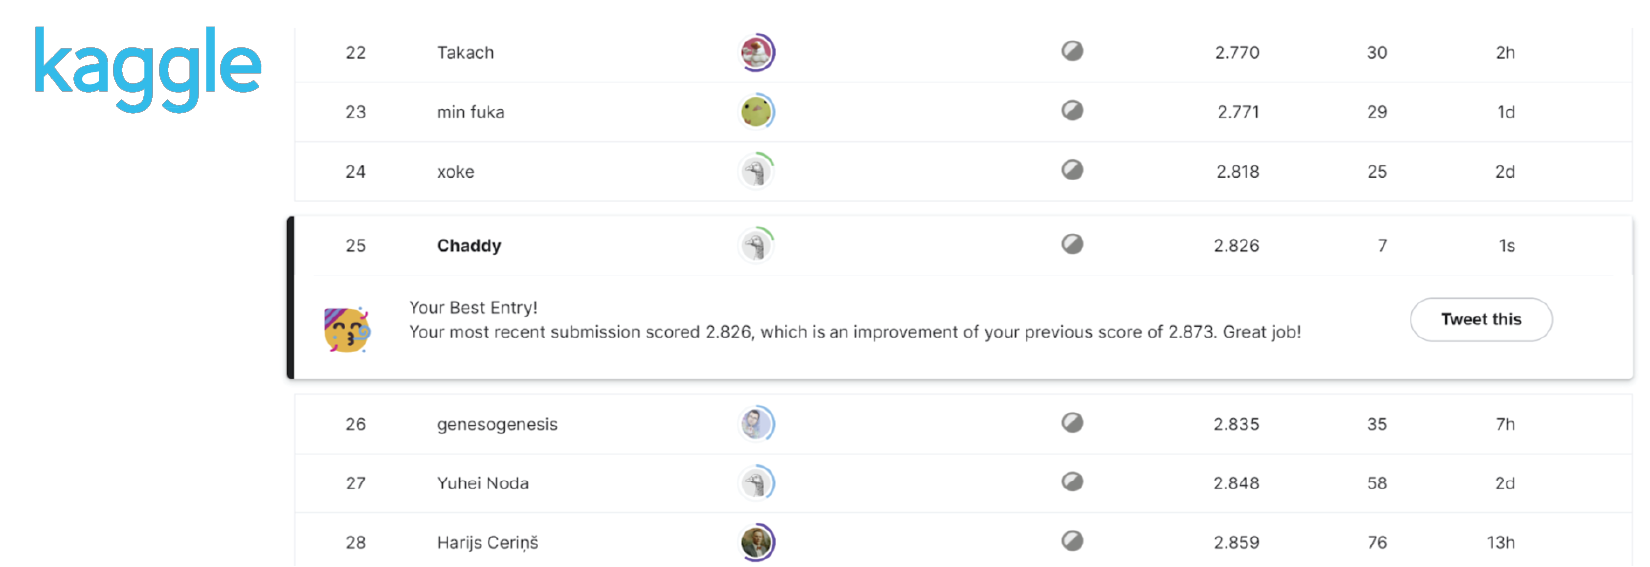 kaggle
22 Takach 2.770 30 2h
23 min fuka 2.771 29 1d
24 xoke 2.818 25 2d
25 Chaddy 2.826 7 1s
Your Best Entry!
Your most recent submission scored 2.826, which is an improvement of your previous score of 2.873. Great job!
Tweet this
26 genesogenesis 2.835 35 7h
27 Yuhei Noda 2.848 58 2d
28 Harijs Ceriņš 2.859 76 13h